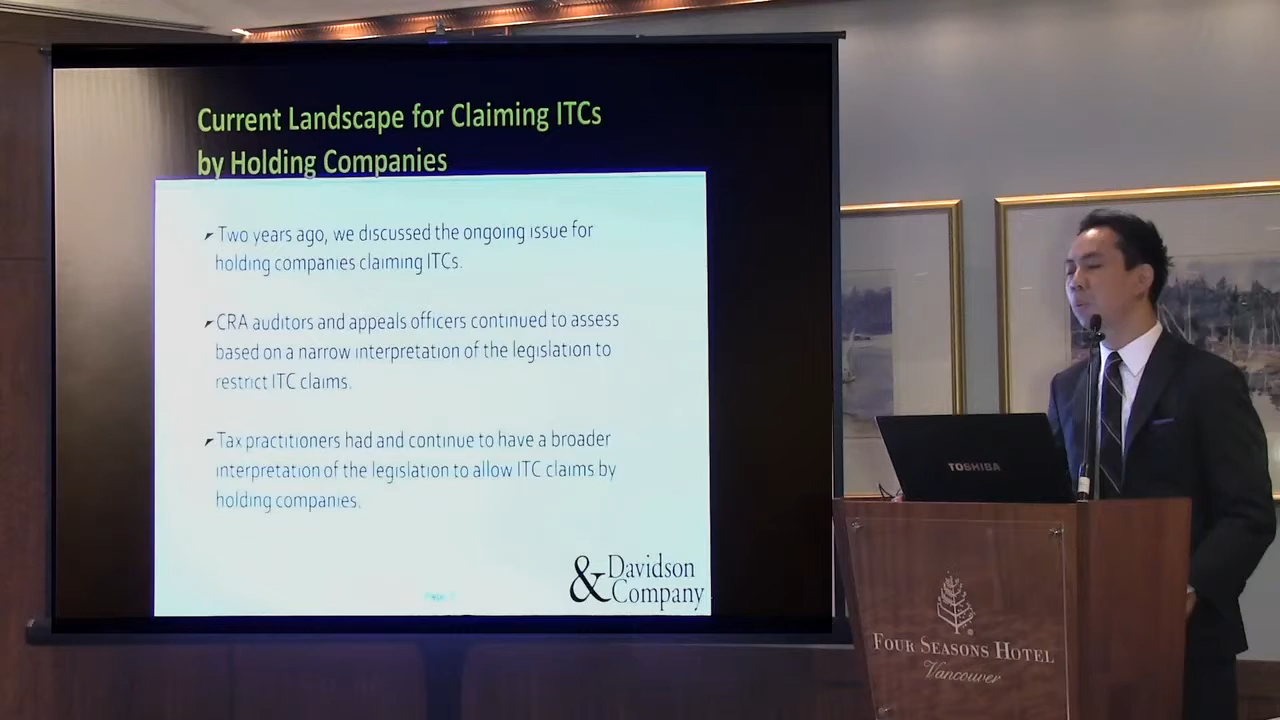 Current Landscape for Claiming ITCs
by Holding Companies
Two years ago, we discussed the ongoing issue for
holding companies claiming ITCs.
CRA auditors and appeals officers continued to assess
based on a narrow interpretation of the legislation to
restrict ITC claims.
Tax practitioners had and continue to have a broader
interpretation of the legislation to allow ITC claims by
holding companies.
& Davidson
Company
TOSHIBA
FOUR SEASONS HOTEL
Vancouver